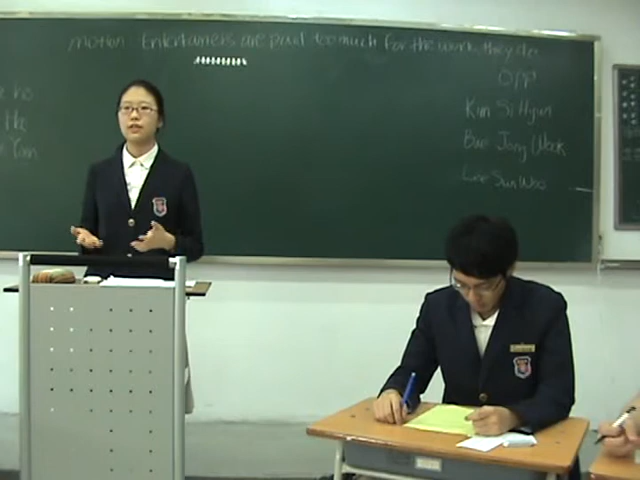 Motion: Entertainers are paid too much for the work they do
OPP
Kim Si Hyun
Bae Jong Wook
Lee Sun Woo